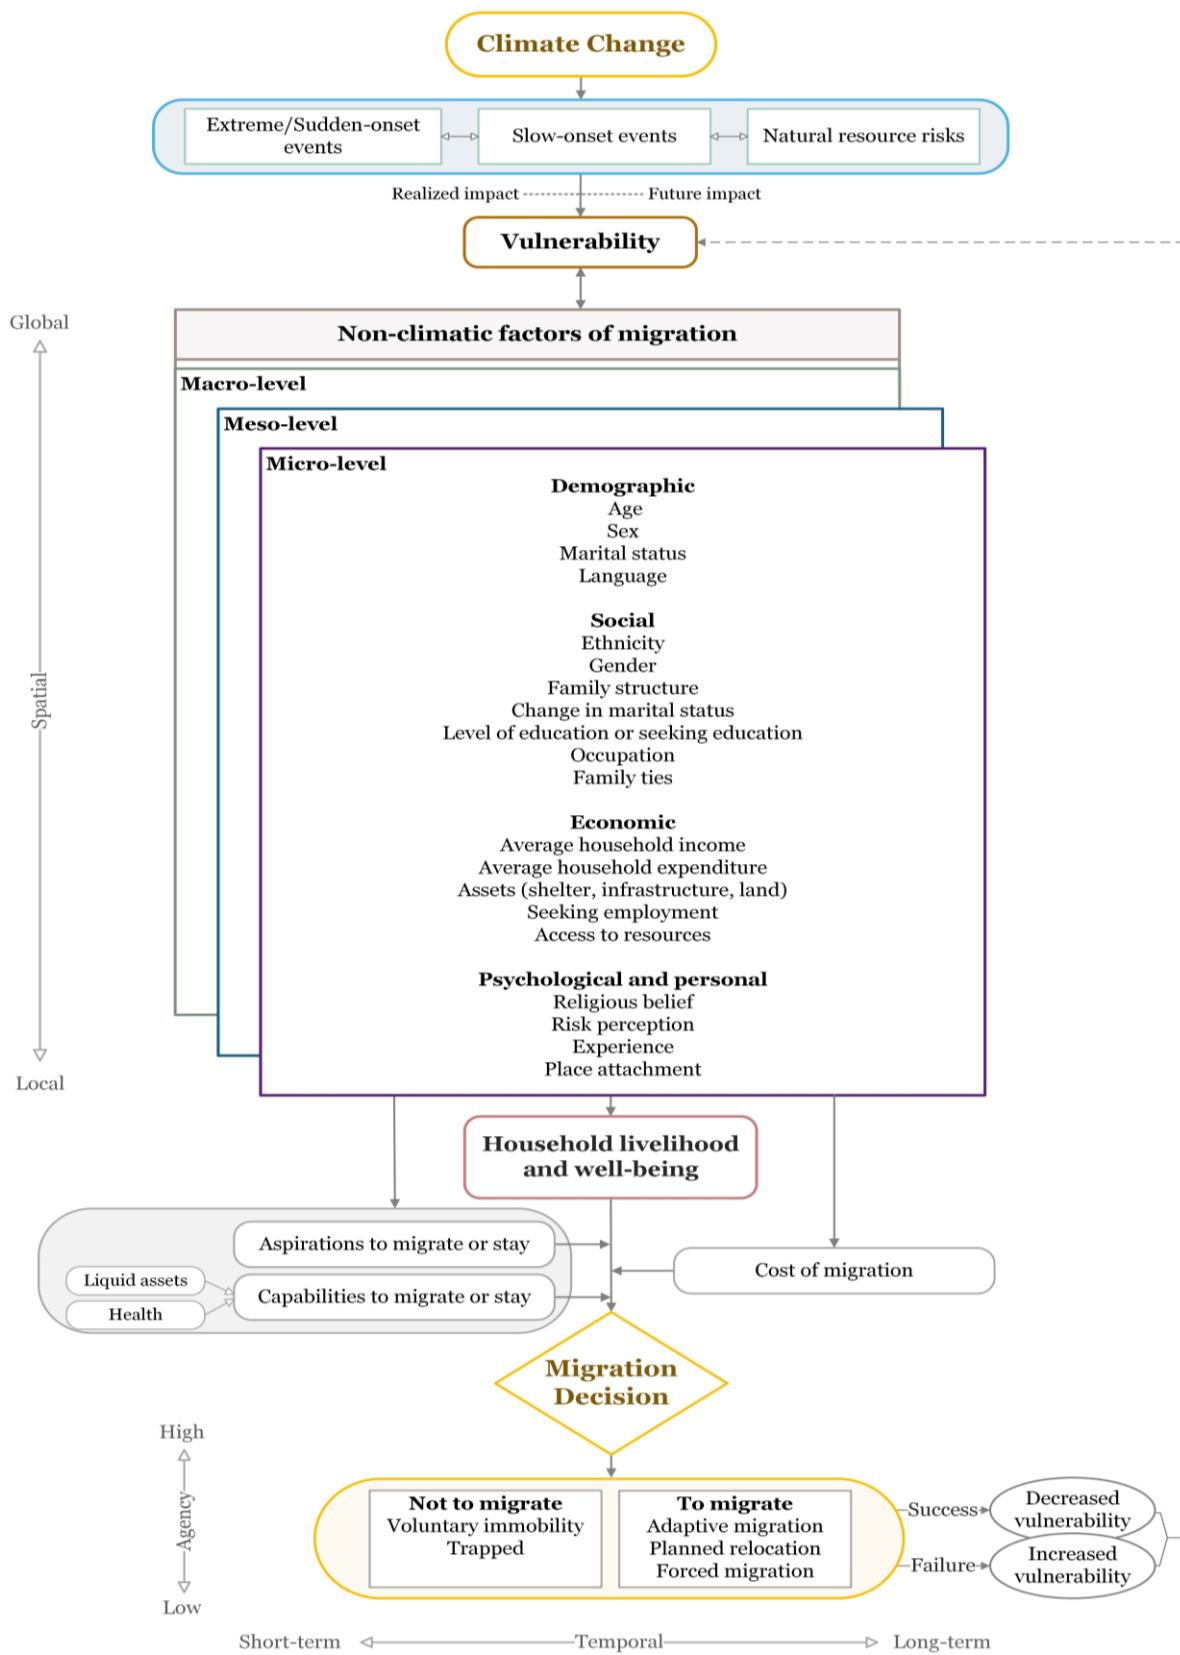 Climate Change
Extreme/Sudden-onset
events
Slow-onset events
Natural resource risks
Realized impact
Future impact
Vulnerability
Global
Spatial
Local
Non-climatic factors of migration
Macro-level
Meso-level
Micro-level
Demographic
Age
Sex
Marital status
Language
Social
Ethnicity
Gender
Family structure
Change in marital status
Level of education or seeking education
Occupation
Family ties
Economic
Average household income
Average household expenditure
Assets (shelter, infrastructure, land)
Seeking employment
Access to resources
Psychological and personal
Religious belief
Risk perception
Experience
Place attachment
Household livelihood
and well-being
Aspirations to migrate or stay
Liquid assets
Health
Capabilities to migrate or stay
Cost of migration
Migration
Decision
High
Agency
Low
Not to migrate
Voluntary immobility
Trapped
To migrate
Adaptive migration
Planned relocation
Forced migration
Success
Failure
Decreased
vulnerability
Increased
vulnerability
Short-term
Temporal
Long-term